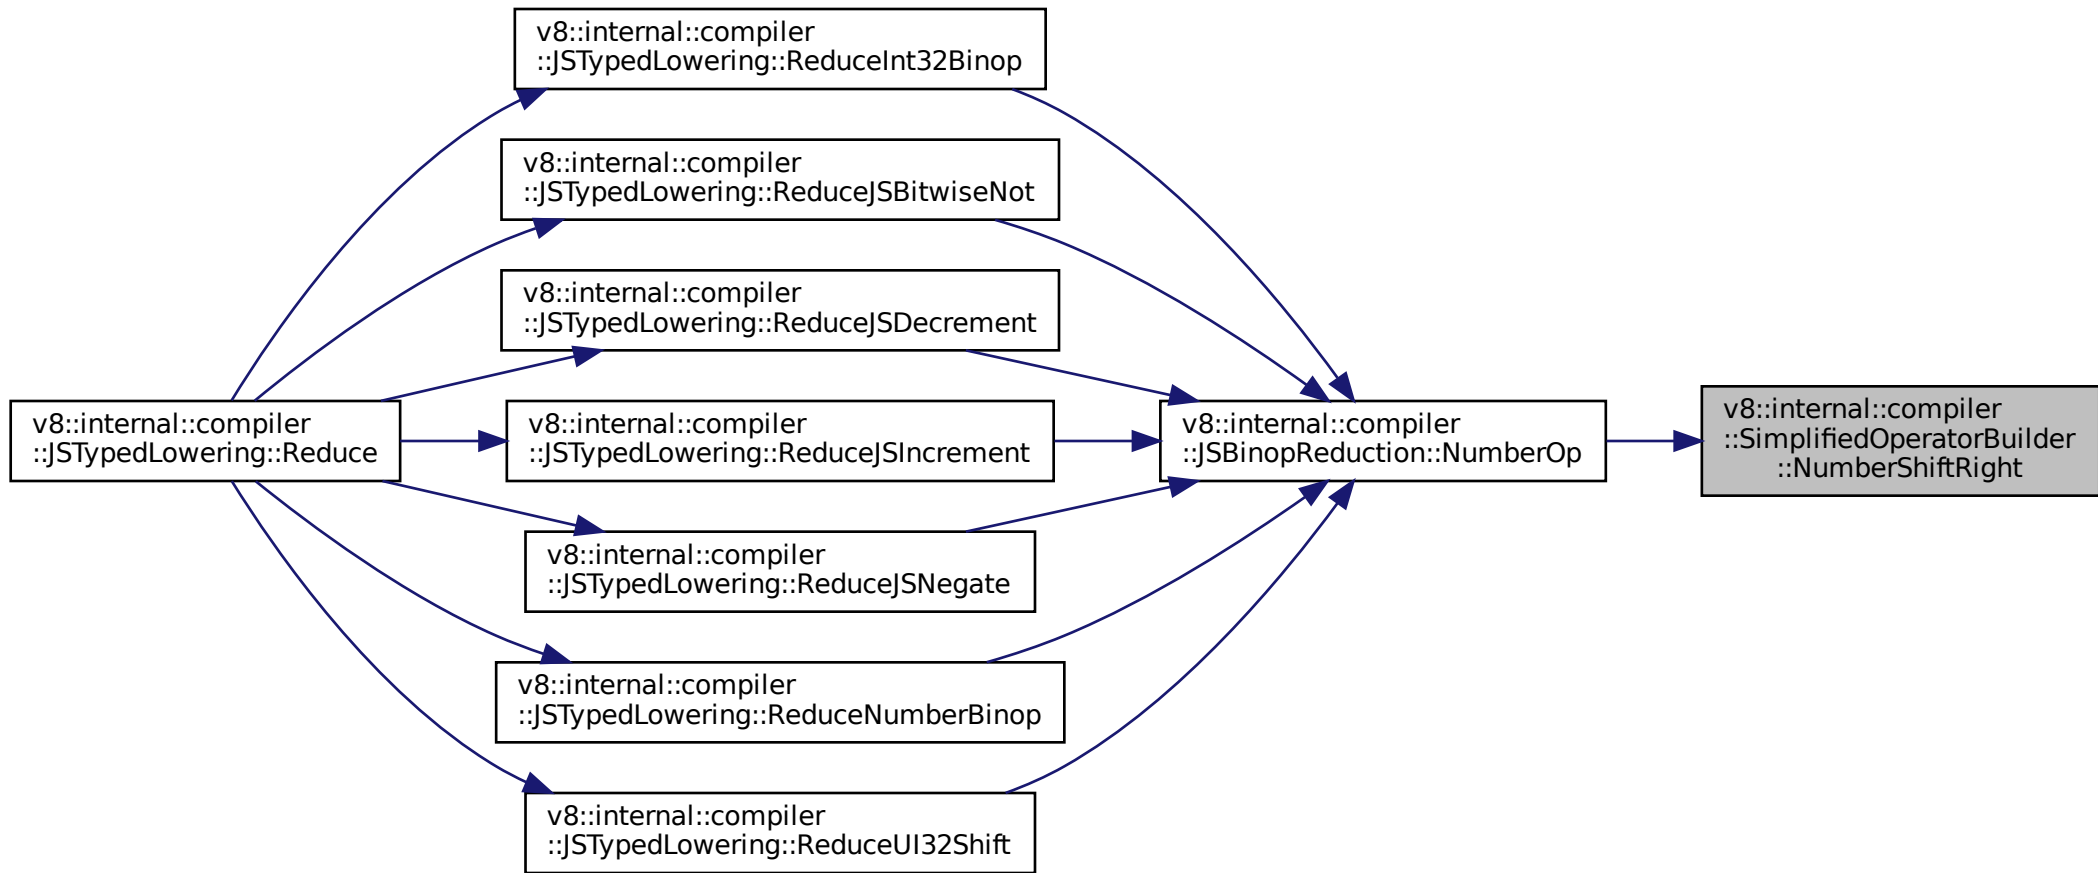 v8::internal::compiler
::JSTypedLowering::ReduceInt32Binop
v8::internal::compiler
::JSTypedLowering::ReduceJSBitwiseNot
v8::internal::compiler
::JSTypedLowering::ReduceJSDecrement
v8::internal::compiler
::JSTypedLowering::Reduce
v8::internal::compiler
::JSTypedLowering::ReduceJSIncrement
v8::internal::compiler
::JSBinopReduction::NumberOp
v8::internal::compiler
::SimplifiedOperatorBuilder
::NumberShiftRight
v8::internal::compiler
::JSTypedLowering::ReduceJSNegate
v8::internal::compiler
::JSTypedLowering::ReduceNumberBinop
v8::internal::compiler
::JSTypedLowering::ReduceUI32Shift